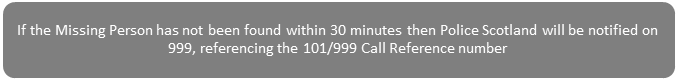 If the Missing Person has not been found within 30 minutes then Police Scotland will be notified on
999, referencing the 101/999 Call Reference number